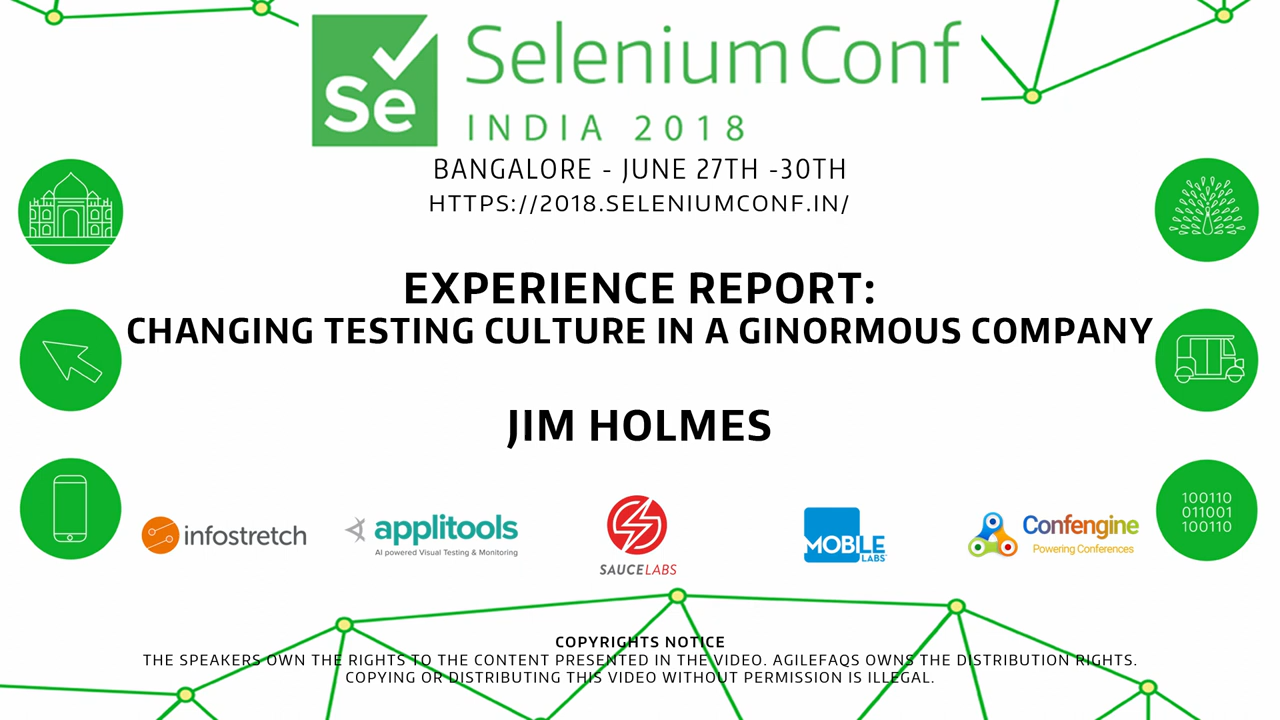 Se
SeleniumConf
INDIA 2018
BANGALORE - JUNE 27TH -30TH
HTTPS://2018.SELENIUMCONF.IN/
EXPERIENCE REPORT:
CHANGING TESTING CULTURE IN A GINORMOUS COMPANY
JIM HOLMES
infostretch
applitools
AI powered Visual Testing & Monitoring
SAUCELABS
MOBILE
LABS
Confengine
Powering Conferences
100110
011001
100110
COPYRIGHTS NOTICE
THE SPEAKERS OWN THE RIGHTS TO THE CONTENT PRESENTED IN THE VIDEO. AGILEFAQS OWNS THE DISTRIBUTION RIGHTS.
COPYING OR DISTRIBUTING THIS VIDEO WITHOUT PERMISSION IS ILLEGAL.